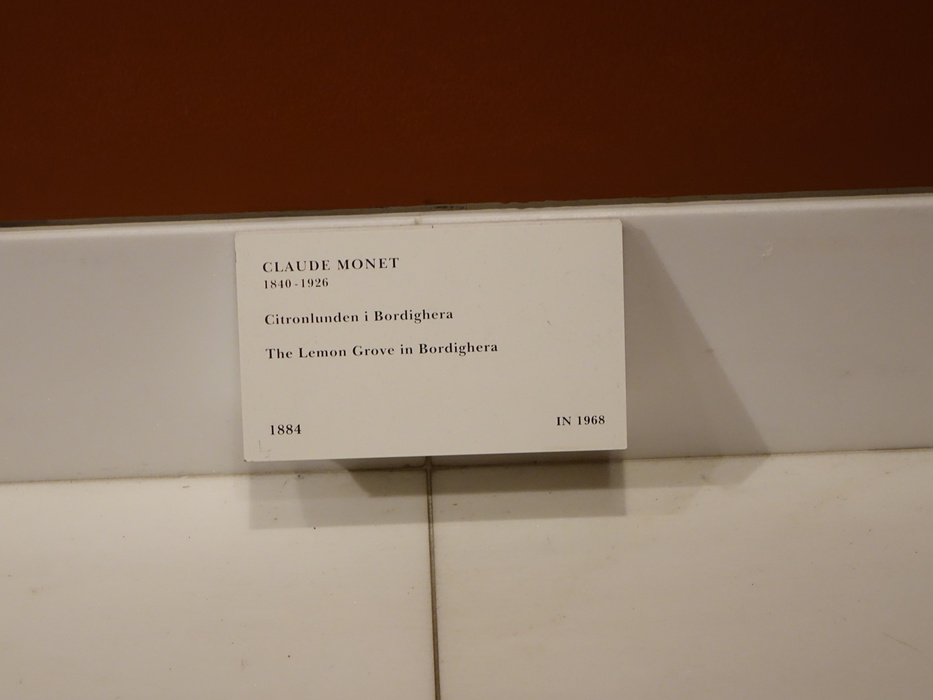 CLAUDE MONET
1840-1926
Citronlunden i Bordighera
The Lemon Grove in Bordighera
1884 IN 1968